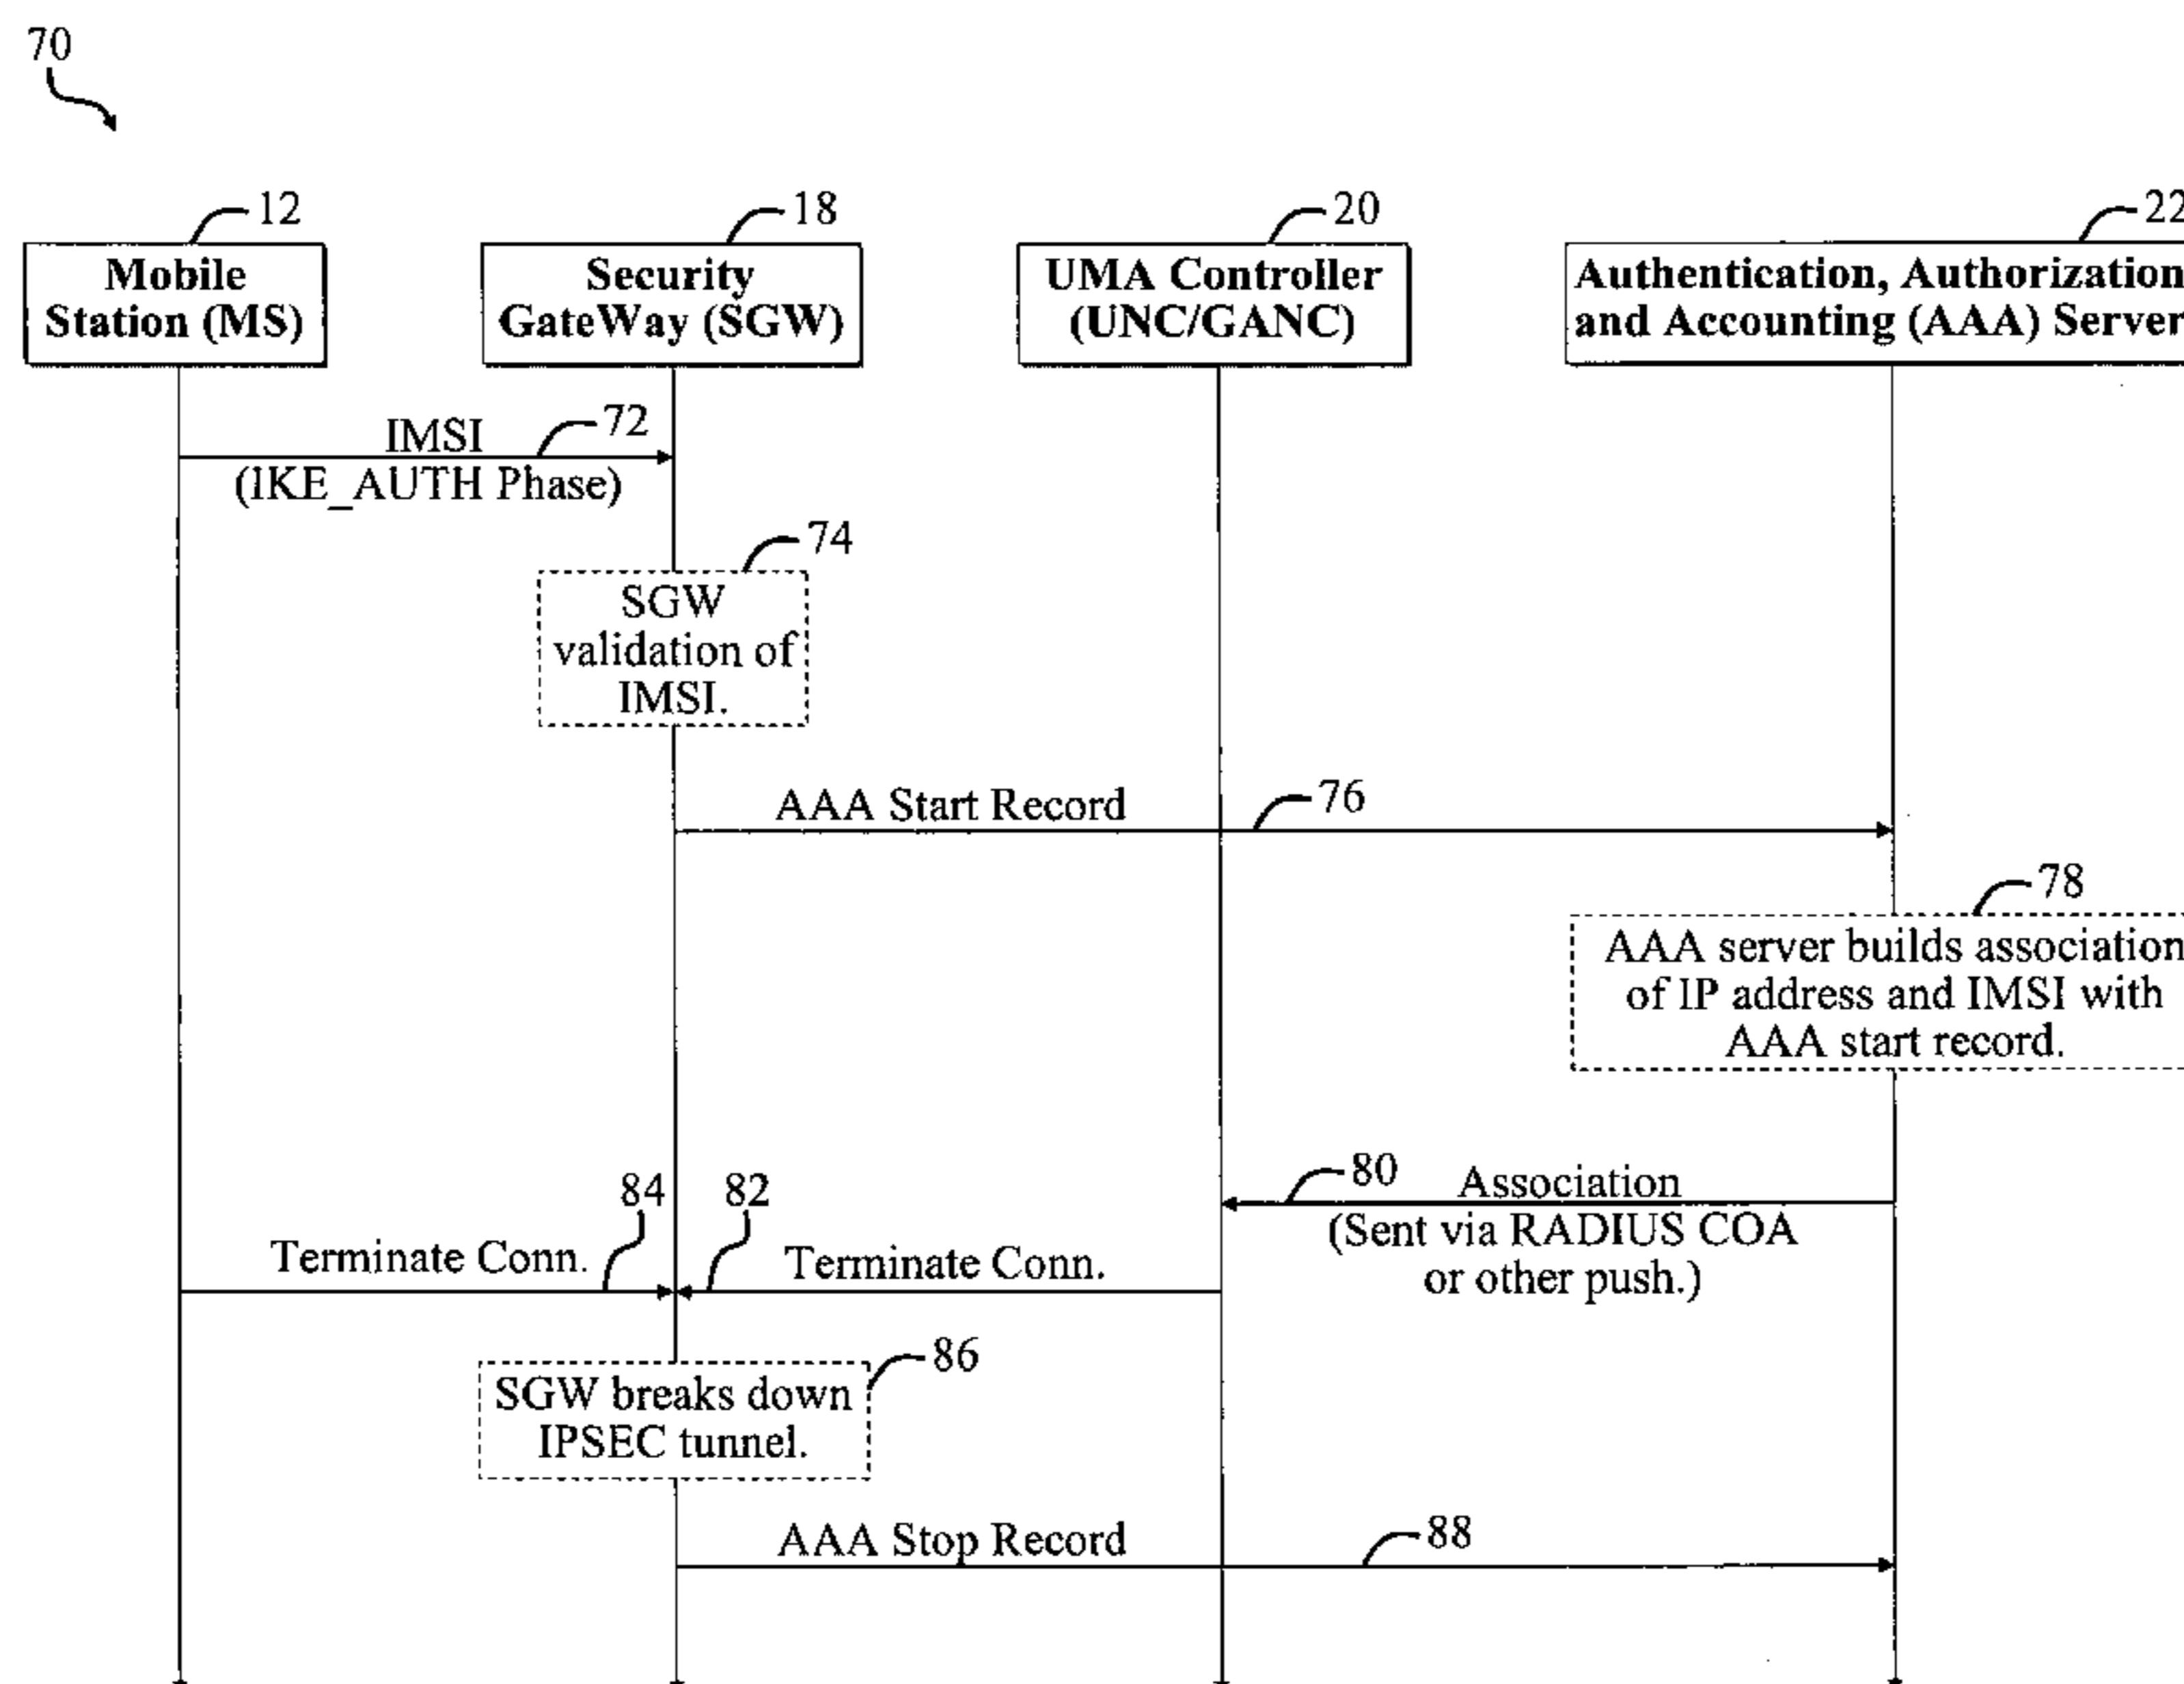 70
12
18
20
22
Mobile
Station (MS)
Security
GateWay (SGW)
UMA Controller
(UNC/GANC)
Authentication, Authorization
and Accounting (AAA) Server
IMSI
72
(IKE_AUTH Phase)
74
SGW
validation of
IMSI.
AAA Start Record
76
78
AAA server builds association
of IP address and IMSI with
AAA start record.
80
Association
(Sent via RADIUS COA
or other push.)
84
82
Terminate Conn.
Terminate Conn.
86
SGW breaks down
IPSEC tunnel.
AAA Stop Record
88